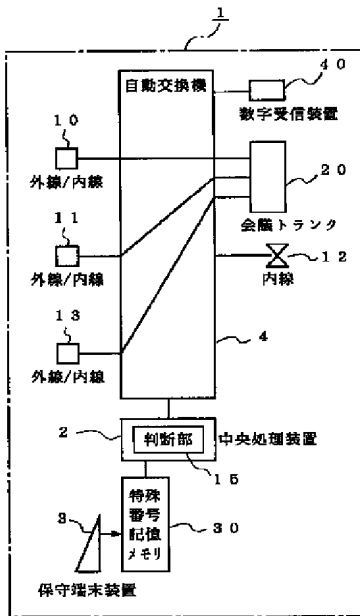 1
自動交換機
40
数字受信装置
10
外線/内線
20
会議トランク
11
外線/内線
12
内線
13
外線/内線
4
2
判断部
中央処理装置
15
特殊
番号
記憶
メモリ
3
30
保守端末装置